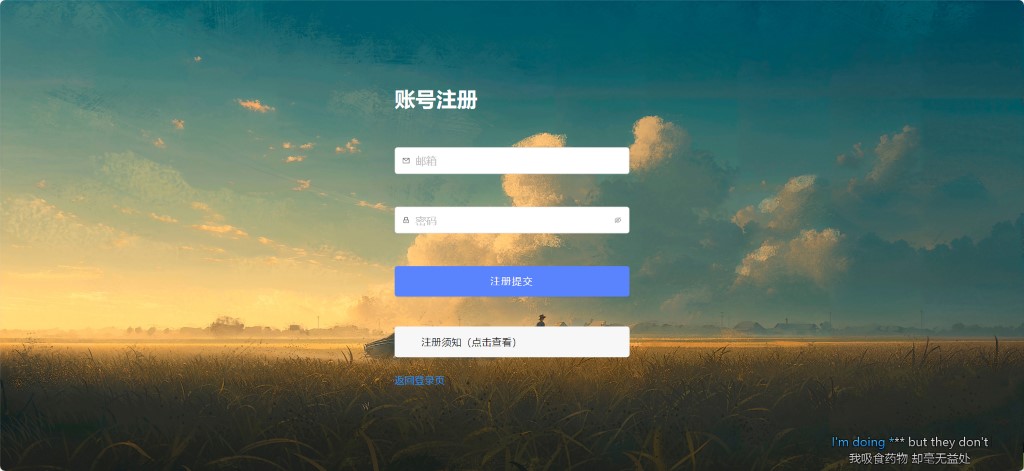 账号注册
邮箱
密码
注册提交
注册须知（点击查看）
返回登录页
I'm doing *** but they don't
我吸食药物 却毫无益处